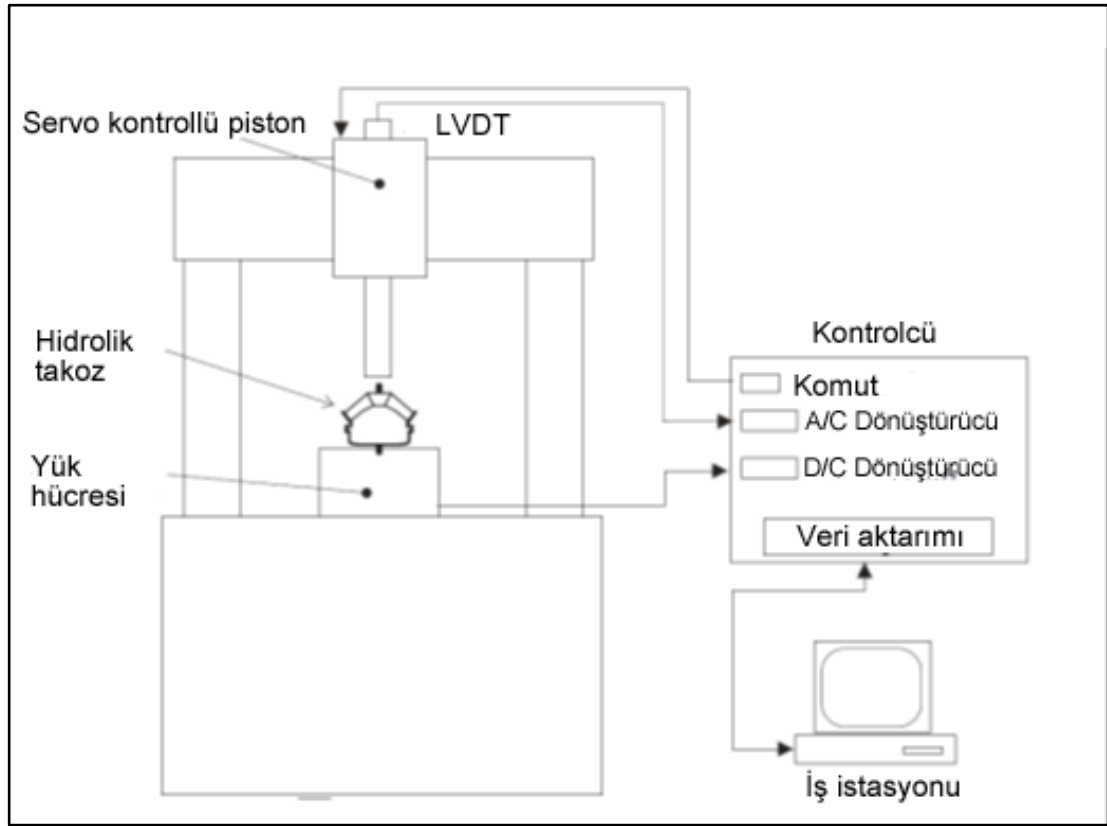 Servo kontrollü piston
LVDT
Hidrolik
takoz
Yük
hücresi
Kontrolcü
Komut
A/C Dönüştürücü
D/C Dönüştürücü
Veri aktarımı
İş istasyonu